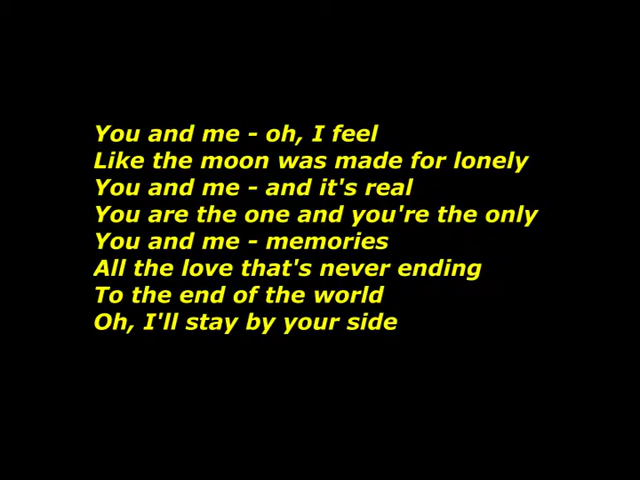 You and me - oh, I feel
Like the moon was made for lonely
You and me - and it's real
You are the one and you're the only
You and me - memories
All the love that's never ending
To the end of the world
Oh, I'll stay by your side